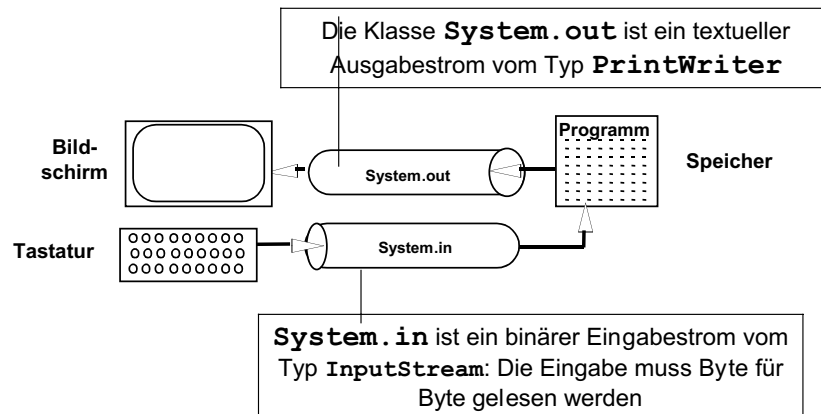 Die Klasse System.out ist ein textueller
Ausgabestrom vom Typ PrintWriter
Bild-
schirm
System.out
Programm
Speicher
Tastatur
System.in
System.in ist ein binärer Eingabestrom vom
Typ InputStream: Die Eingabe muss Byte für
Byte gelesen werden